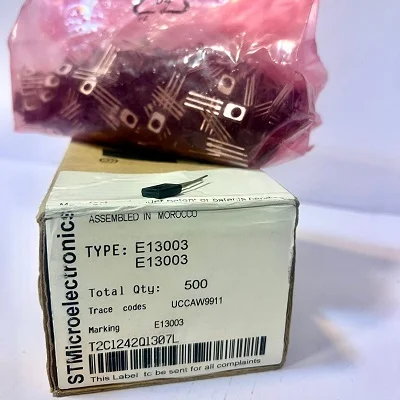 ASSEMBLED IN MOROCCO
TYPE: E13003
E13003
Total Qty: 500
Trace codes UCCAW9911
Marking E13003
T2C1242Q1307L
This Label to be sent for all complaints
STMicroelectronics